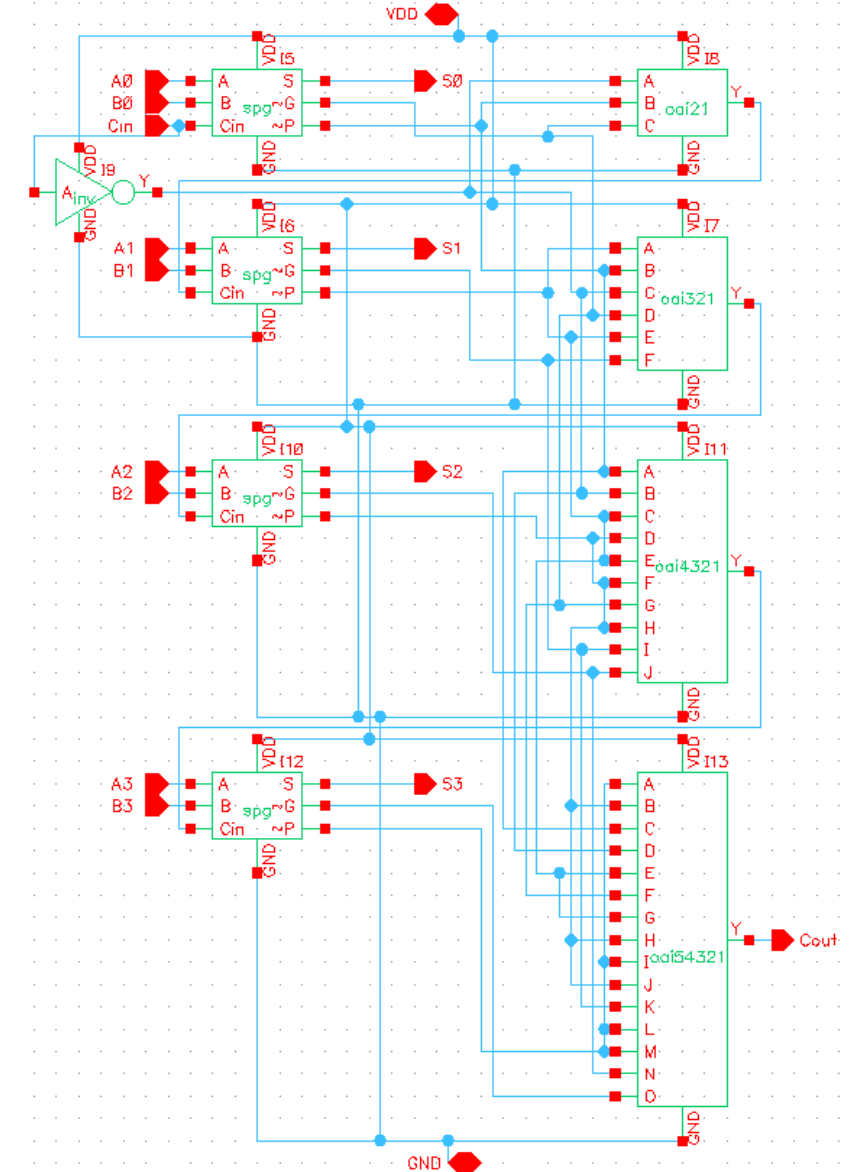 VDD
VDD I5 VDD I8
A0 A S S0 A Y
B0 B spg ~G B oai21
Cin Cin ~P C
GND GND
VDD I9
A inv Y
GND
VDD I6 VDD I7
A1 A S S1 A
B1 B spg ~G B
Cin ~P C oai321 Y
D
E
GND
F
GND
VDD I10 VDD I11
A2 A S S2 A
B2 B spg ~G B
Cin ~P C
D
GND E oai4321 Y
F
G
H
I
J
GND
VDD I12 VDD I13
A3 A S S3 A
B3 B spg ~G B
Cin ~P C
D
GND E
F
G
H Y Cout
I oai54321
J
K
L
M
N
O
GND
GND